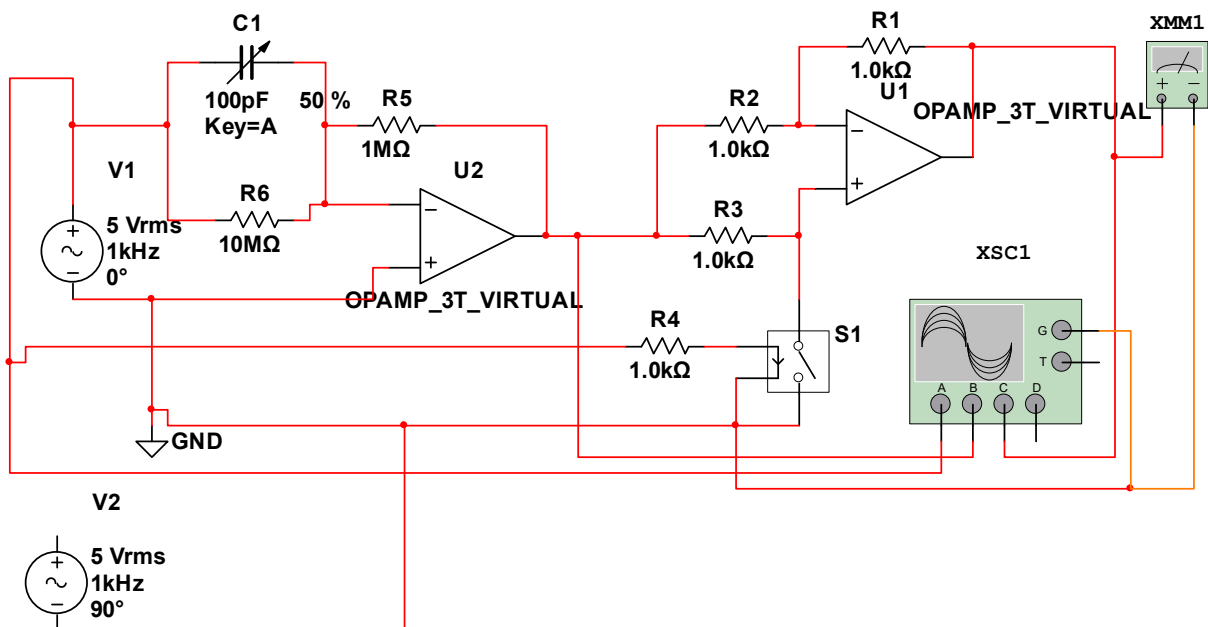 C1
100pF
Key=A
50 %
R5
1MΩ
V1
5 Vrms
1kHz
0°
R6
10MΩ
U2
OPAMP_3T_VIRTUAL
R1
1.0kΩ
U1
OPAMP_3T_VIRTUAL
R2
1.0kΩ
R3
1.0kΩ
XMM1
+ −
XSC1
G
T
A B C D
R4
1.0kΩ
S1
GND
V2
5 Vrms
1kHz
90°